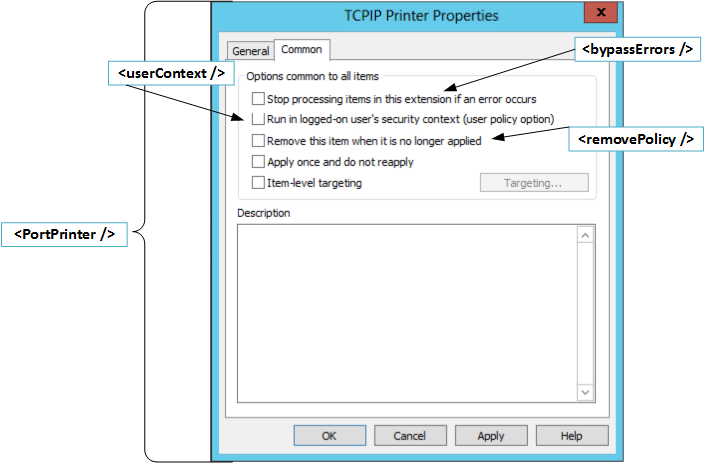 TCPIP Printer Properties
x
General
Common
<bypassErrors />
<userContext />
Options common to all items
Stop processing items in this extension if an error occurs
Run in logged-on user's security context (user policy option)
Remove this item when it is no longer applied
<removePolicy />
Apply once and do not reapply
Item-level targeting
Targeting...
Description
<PortPrinter />
OK
Cancel
Apply
Help